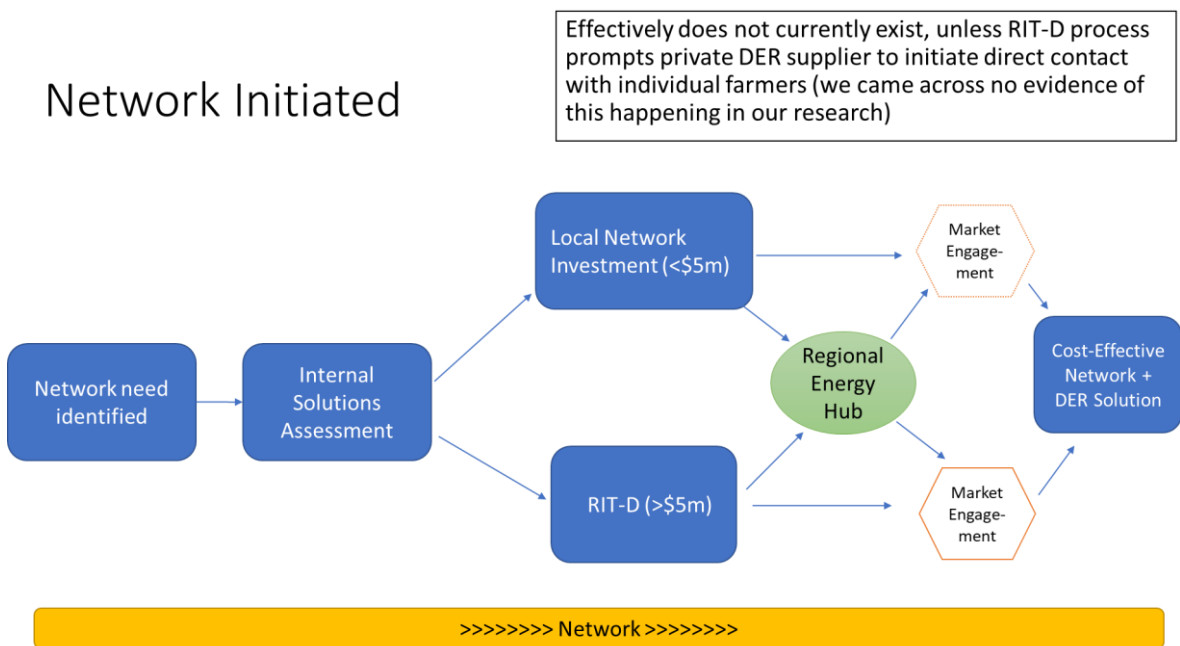 Network Initiated
Effectively does not currently exist, unless RIT-D process
prompts private DER supplier to initiate direct contact
with individual farmers (we came across no evidence of
this happening in our research)
Network need
identified
Internal
Solutions
Assessment
Local Network
Investment (<$5m)
RIT-D (>$5m)
Regional
Energy
Hub
Market
Engage-
ment
Market
Engage-
ment
Cost-Effective
Network +
DER Solution
>>>>>>>> Network >>>>>>>>